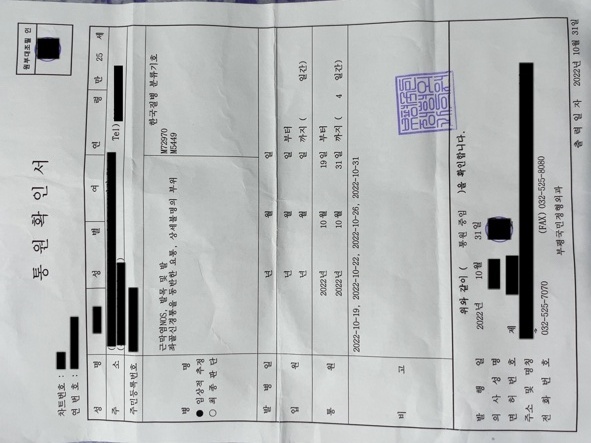 원부대조필 인
통 원 확 인 서
차트번호 :
연 번 호 :
성 명 성 별 여 연 령 만 25 세
주 소 Tel)
주민등록번호
병 명
● 임상적 추정
○ 최 종 판 단
근막염NOS, 발목 및 발
좌골신경통을 동반한 요통, 상세불명의 부위
한국질병 분류기호
M72970
M5449
발 병 일 년 월 일
입 원 년 월 일 부터
년 월 일 까지 ( 일간)
통 원 2022년 10월 19일 부터
2022년 10월 31일 까지 ( 4 일간)
2022-10-19, 2022-10-22, 2022-10-26, 2022-10-31
비 고
위와 같이 ( 통원 중임 )을 확인합니다.
발 행 일 2022년 10월 31일
의 사 성 명
면 허 번 호 제
주소 및 명칭
전 화 번 호 032-525-7070 (FAX) 032-525-8080
부평국민정형외과
출 력 일 자 2022년 10월 31일